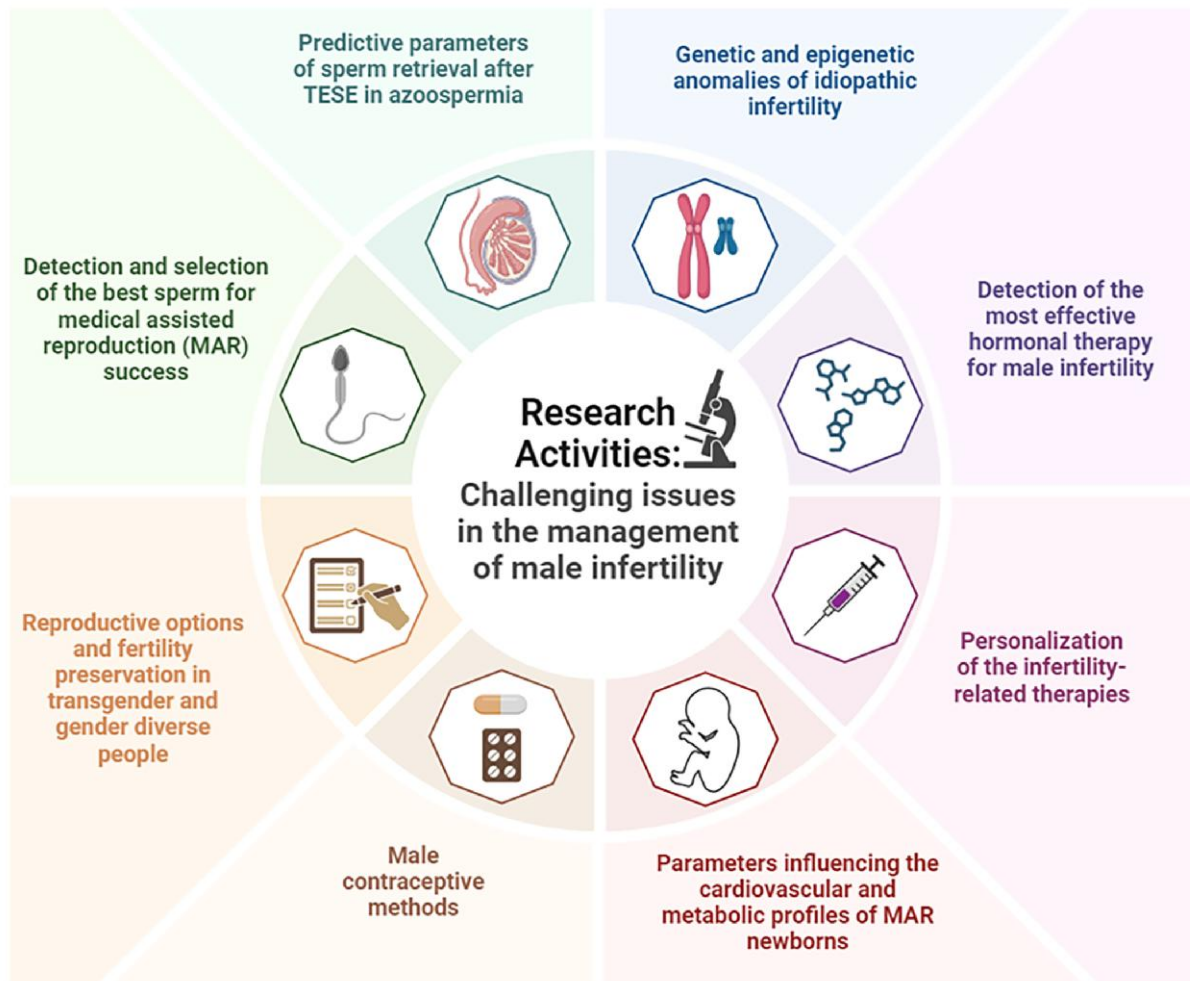 Predictive parameters
of sperm retrieval after
TESE in azoospermia
Genetic and epigenetic
anomalies of idiopathic
infertility
Detection of the
most effective
hormonal therapy
for male infertility
Personalization
of the infertility-
related therapies
Parameters influencing the
cardiovascular and
metabolic profiles of MAR
newborns
Male
contraceptive
methods
Reproductive options
and fertility
preservation in
transgender and
gender diverse
people
Detection and selection
of the best sperm for
medical assisted
reproduction (MAR)
success
Research
Activities:
Challenging issues
in the management
of male infertility